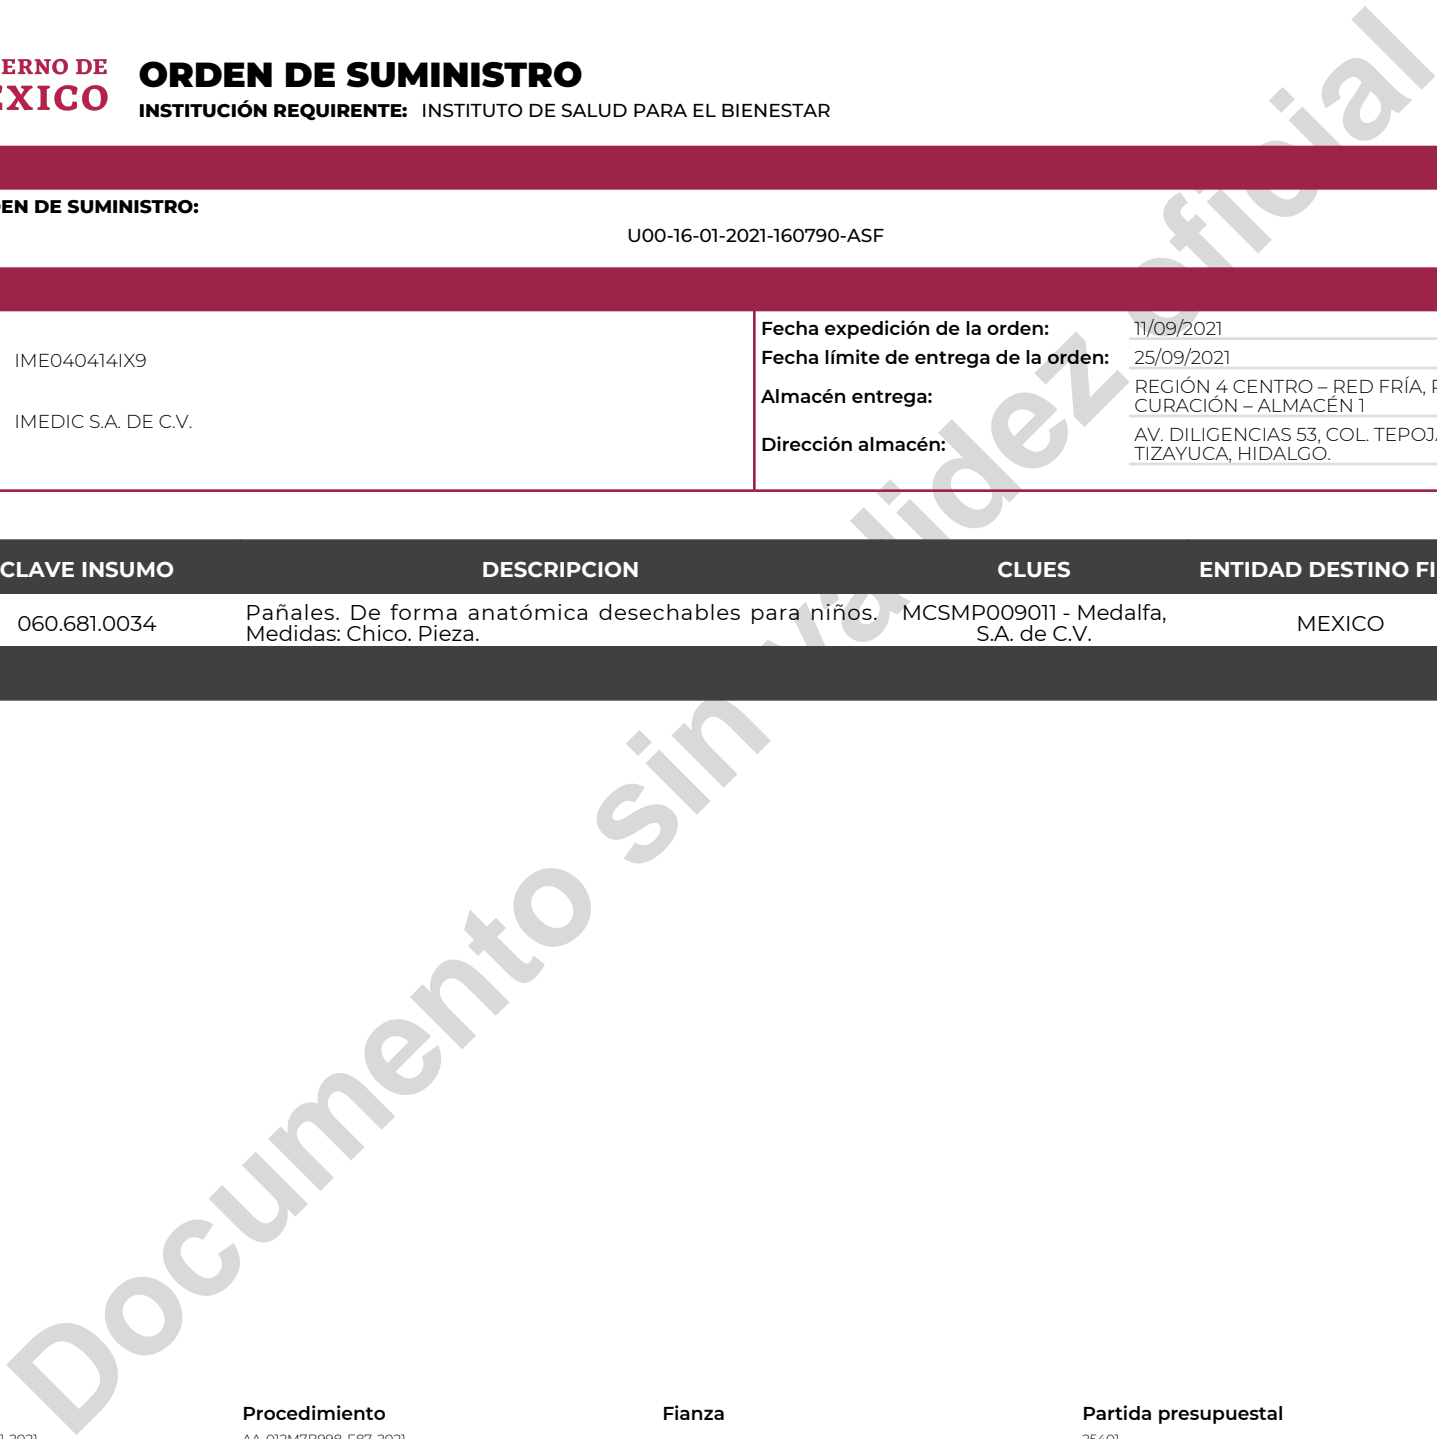 ERNO DE
ÉXICO
ORDEN DE SUMINISTRO
INSTITUCIÓN REQUIRENTE: INSTITUTO DE SALUD PARA EL BIENESTAR
EN DE SUMINISTRO:
U00-16-01-2021-160790-ASF
IME040414IX9
IMEDIC S.A. DE C.V.
Fecha expedición de la orden: 11/09/2021
Fecha límite de entrega de la orden: 25/09/2021
Almacén entrega: REGIÓN 4 CENTRO – RED FRÍA,
CURACIÓN – ALMACÉN 1
Dirección almacén: AV. DILIGENCIAS 53, COL. TEPOJ
TIZAYUCA, HIDALGO.
CLAVE INSUMO DESCRIPCION CLUES ENTIDAD DESTINO FI
060.681.0034 Pañales. De forma anatómica desechables para niños. Medidas: Chico. Pieza. MCSMP009011 - Medalfa, S.A. de C.V. MEXICO
Documento sin validez oficial
Procedimiento Fianza Partida presupuestal